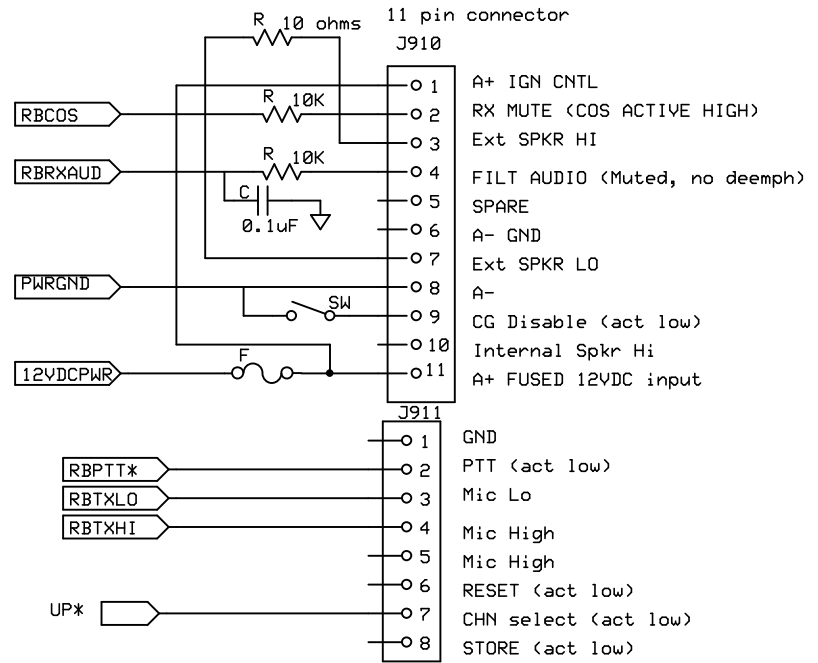 11 pin connector
R 10 ohms
J910
1 A+ IGN CNTL
R 10K
RBCOS
2 RX MUTE (COS ACTIVE HIGH)
3 Ext SPKR HI
R 10K
RBRXAUD
4 FILT AUDIO (Muted, no deemph)
C
0.1uF
5 SPARE
6 A- GND
7 Ext SPKR LO
PWRGND
8 A-
SW
9 CG Disable (act low)
10 Internal Spkr Hi
F
12VDCPWR
11 A+ FUSED 12VDC input
J911
1 GND
RBPTT*
2 PTT (act low)
RBTXLO
3 Mic Lo
RBTXHI
4 Mic High
5 Mic High
6 RESET (act low)
UP*
7 CHN select (act low)
8 STORE (act low)